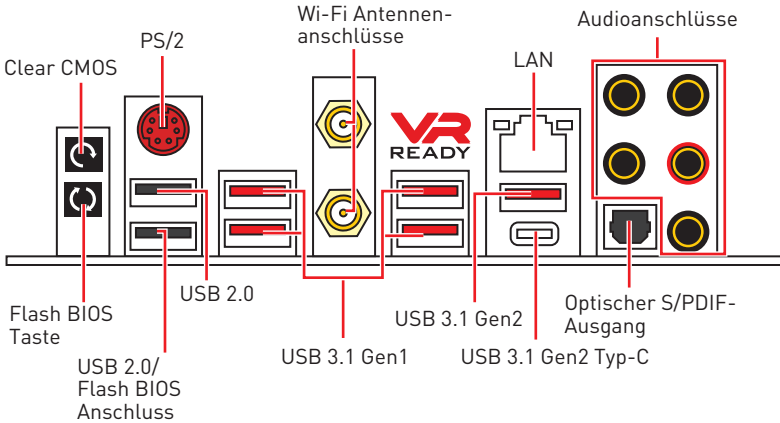 Clear CMOS
PS/2
Wi-Fi Antennen-
anschlüsse
LAN
Audioanschlüsse
VR
READY
Flash BIOS
Taste
USB 2.0/
Flash BIOS
Anschluss
USB 2.0
USB 3.1 Gen1
USB 3.1 Gen2
USB 3.1 Gen2 Typ-C
Optischer S/PDIF-
Ausgang